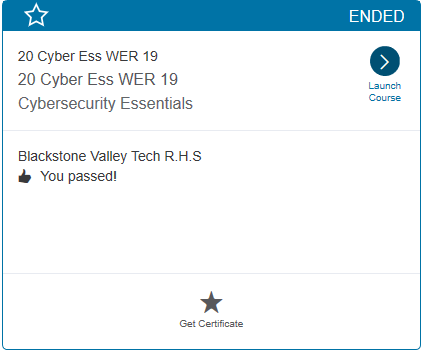 ENDED
20 Cyber Ess WER 19
20 Cyber Ess WER 19
Cybersecurity Essentials
Launch
Course
Blackstone Valley Tech R.H.S
You passed!
Get Certificate